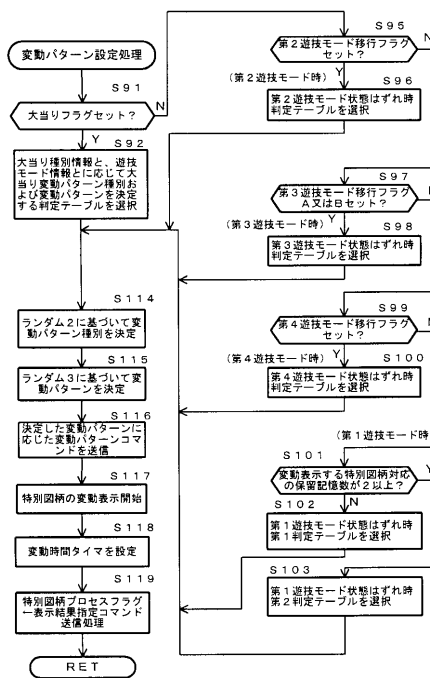 変動パターン設定処理
S91
大当りフラグセット?
N
Y
S92
大当り種別情報と、遊技
モード情報とに応じて大
当り変動パターン種別お
よび変動パターンを決定
する判定テーブルを選択
S114
ランダム2に基づいて変
動パターン種別を決定
S115
ランダム3に基づいて変
動パターンを決定
S116
決定した変動パターンに
応じた変動パターンコマ
ンドを送信
S117
特別図柄の変動表示開始
S118
変動時間タイマを設定
S119
特別図柄プロセスフラグ
←表示結果指定コマンド
送信処理
RET
S95
第2遊技モード移行フラグ
セット?
N
(第2遊技モード時)
Y
S96
第2遊技モード状態はずれ時
判定テーブルを選択
S97
第3遊技モード移行フラグ
A又はBセット?
(第3遊技モード時)
Y
S98
第3遊技モード状態はずれ時
判定テーブルを選択
S99
第4遊技モード移行フラグ
セット?
(第4遊技モード時)
Y
S100
第4遊技モード状態はずれ時
判定テーブルを選択
(第1遊技モード時
S101
変動表示する特別図柄対応
の保留記憶数が2以上?
Y
N
S102
第1遊技モード状態はずれ時
第1判定テーブルを選択
S103
第1遊技モード状態はずれ時
第2判定テーブルを選択